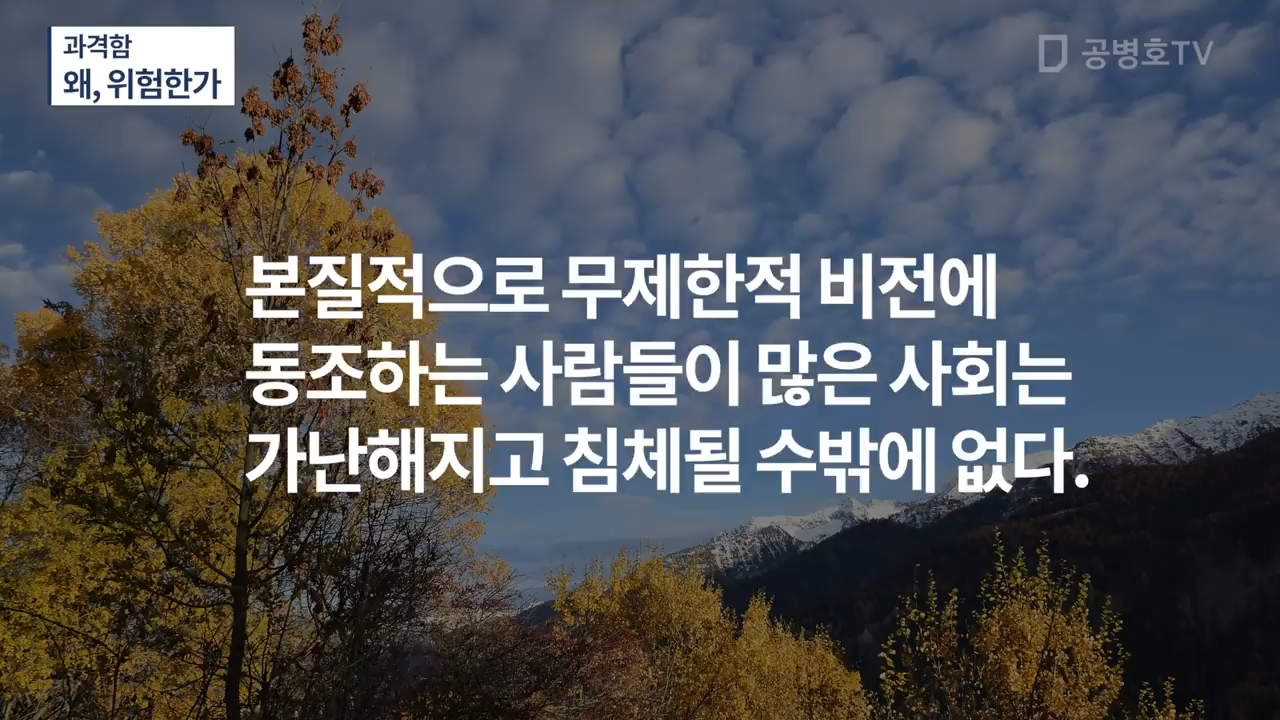 과격함
왜, 위험한가
공병호TV
본질적으로 무제한적 비전에
동조하는 사람들이 많은 사회는
가난해지고 침체될 수밖에 없다.